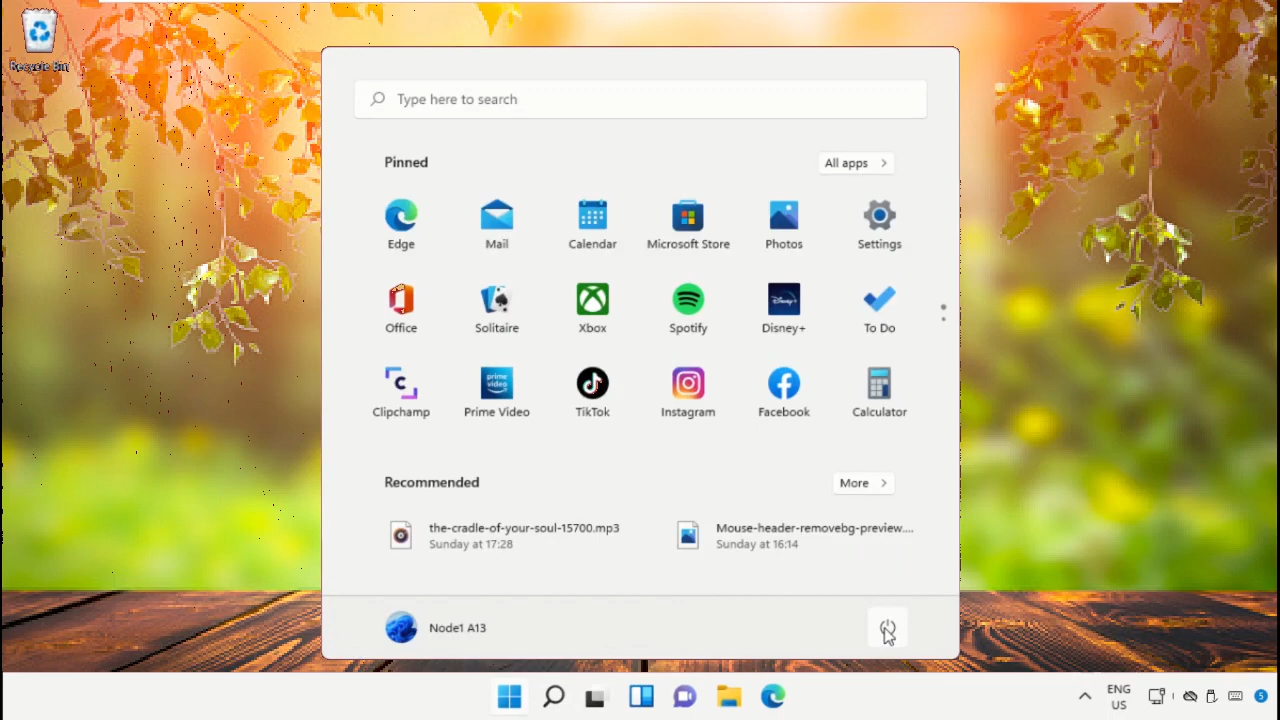 Recycle Bin
Type here to search
Pinned
All apps
Edge
Mail
Calendar
Microsoft Store
Photos
Settings
Office
Solitaire
Xbox
Spotify
Disney+
To Do
Clipchamp
Prime Video
TikTok
Instagram
Facebook
Calculator
Recommended
More
the-cradle-of-your-soul-15700.mp3
Sunday at 17:28
Mouse-header-removebg-preview....
Sunday at 16:14
Node1 A13
ENG
US
5